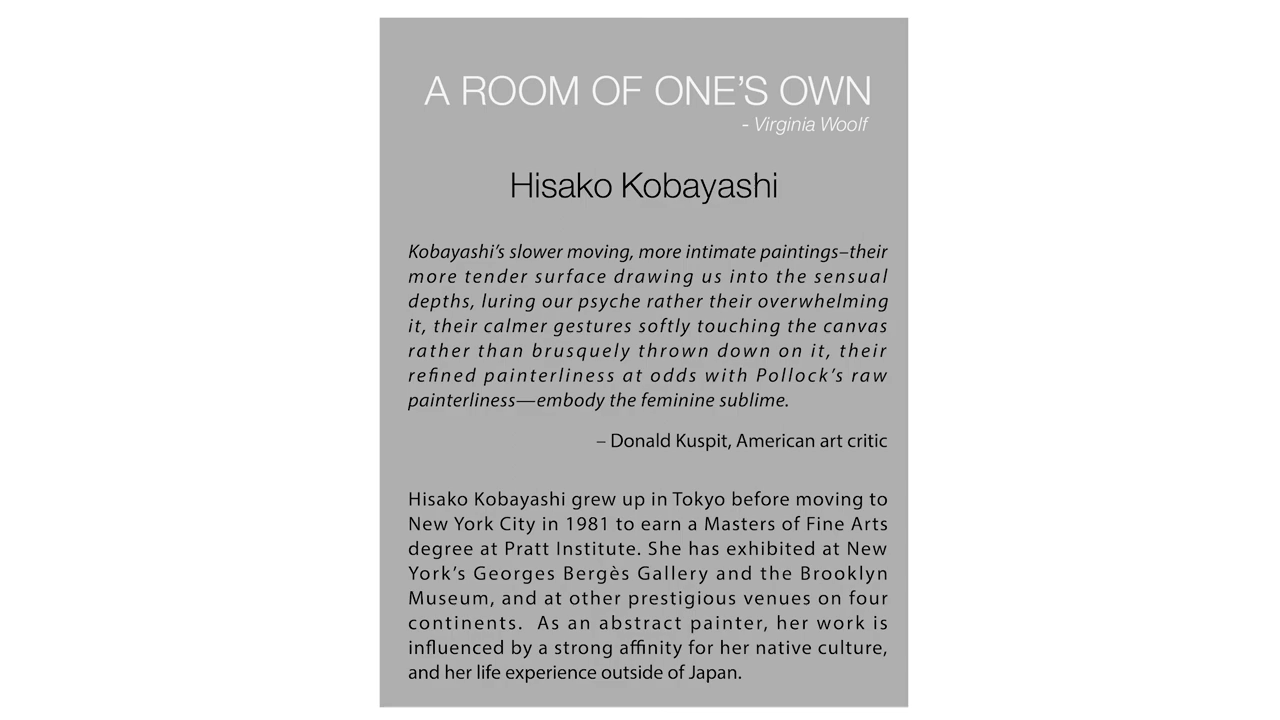 A ROOM OF ONE'S OWN
- Virginia Woolf
Hisako Kobayashi
Kobayashi's slower moving, more intimate paintings–their
more tender surface drawing us into the sensual
depths, luring our psyche rather their overwhelming
it, their calmer gestures softly touching the canvas
rather than brusquely thrown down on it, their
refined painterliness at odds with Pollock's raw
painterliness—embody the feminine sublime.
– Donald Kuspit, American art critic
Hisako Kobayashi grew up in Tokyo before moving to
New York City in 1981 to earn a Masters of Fine Arts
degree at Pratt Institute. She has exhibited at New
York's Georges Bergès Gallery and the Brooklyn
Museum, and at other prestigious venues on four
continents.  As an abstract painter, her work is
influenced by a strong affinity for her native culture,
and her life experience outside of Japan.